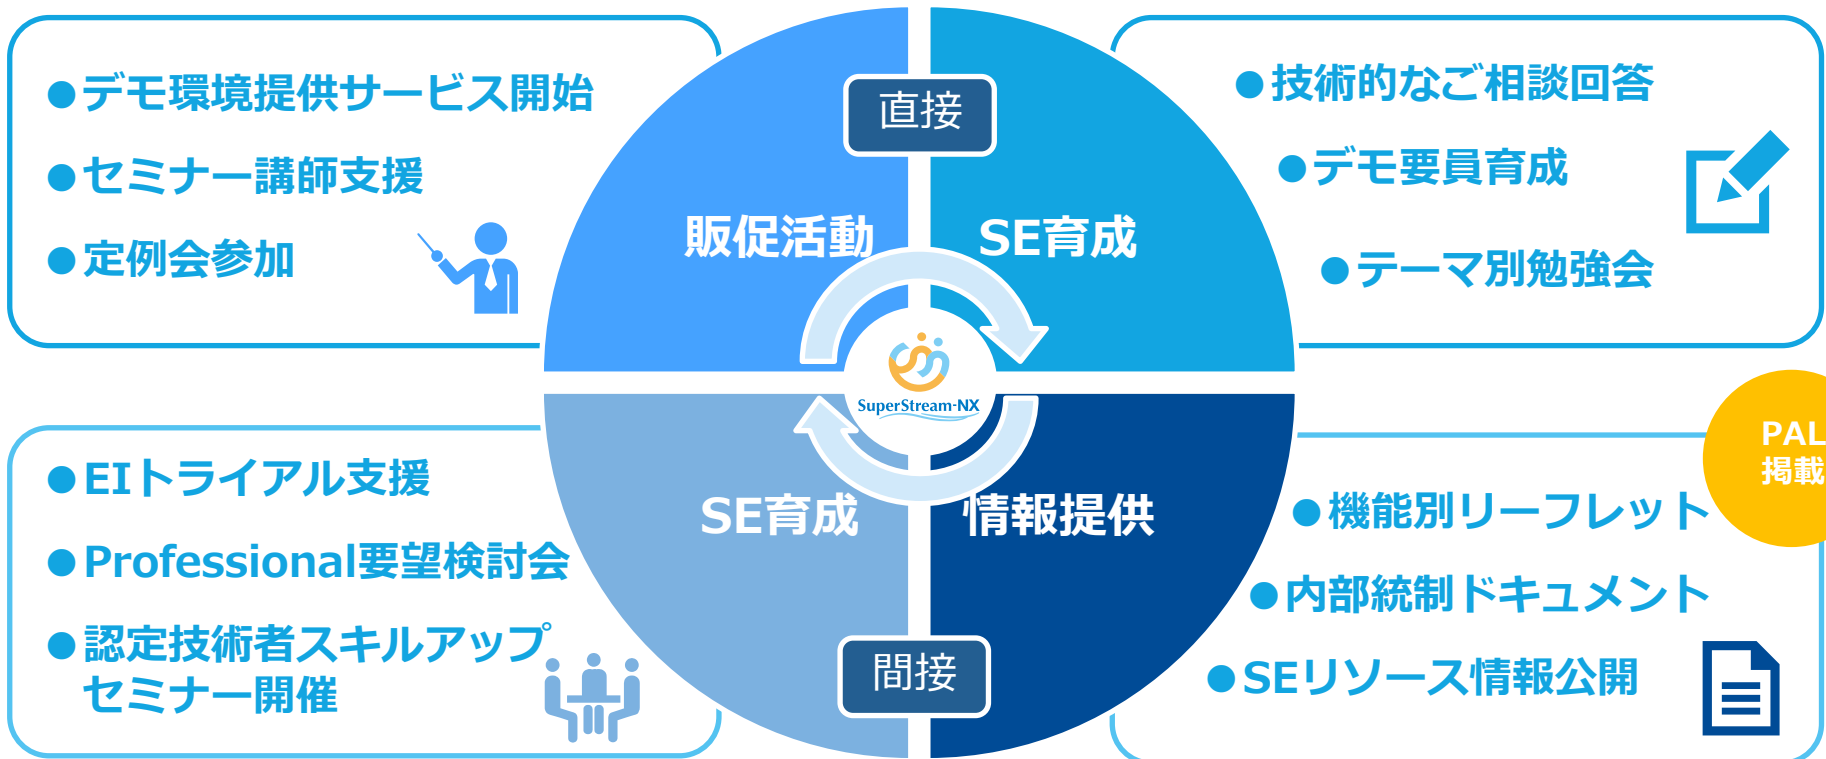 ●デモ環境提供サービス開始
●セミナー講師支援
●定例会参加
直接
販促活動
SE育成
●技術的なご相談回答
●デモ要員育成
●テーマ別勉強会
SuperStream-NX
●EIトライアル支援
●Professional要望検討会
●認定技術者スキルアップ
セミナー開催
SE育成
情報提供
間接
PAL
掲載
●機能別リーフレット
●内部統制ドキュメント
●SEリソース情報公開